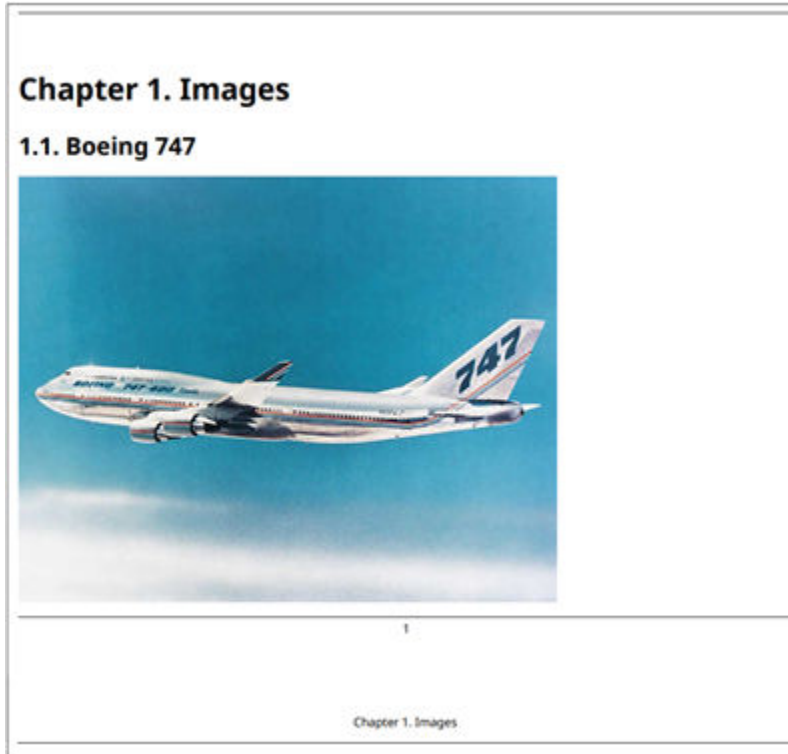 Chapter 1. Images
1.1. Boeing 747
747
BOEING 747-400
1
Chapter 1. Images